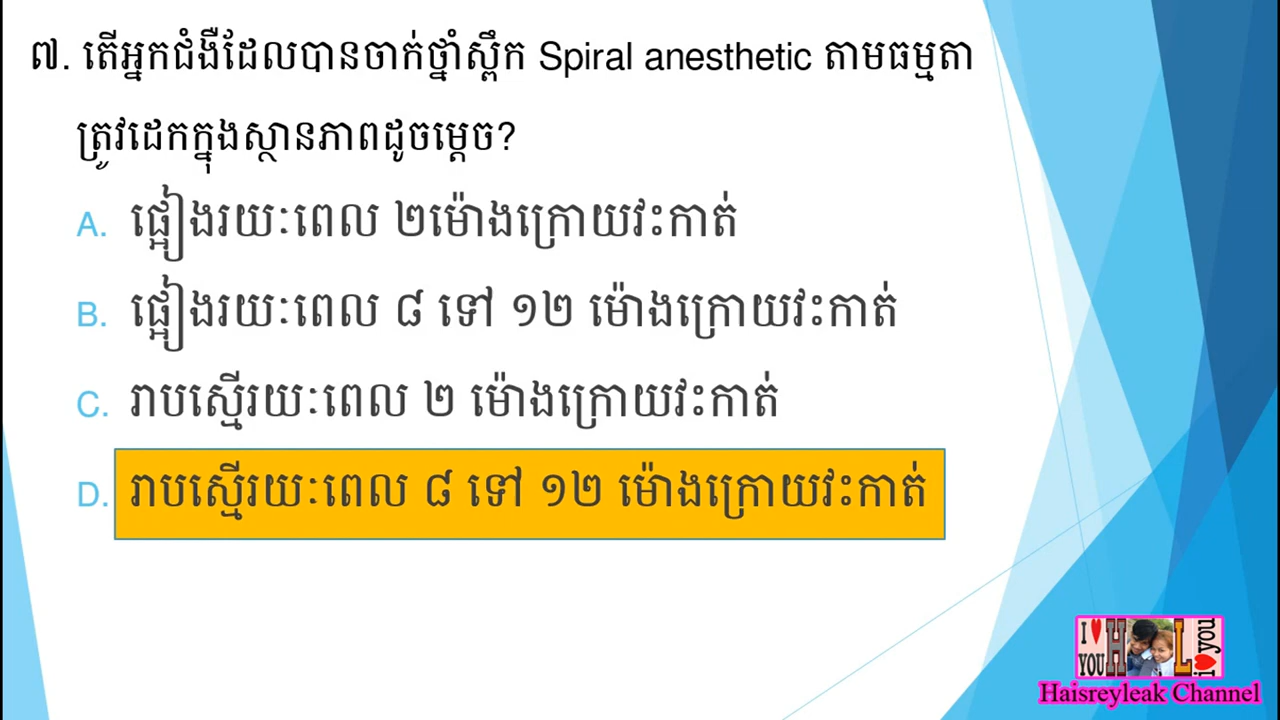 ៧. តើអ្នកជំងឺដែលបានចាក់ថ្នាំស្ពឹក Spiral anesthetic តាមធម្មតា
ត្រូវដេកក្នុងស្ថានភាពដូចម្តេច?
A. ផ្អៀងរយៈពេល ២ម៉ោងក្រោយវះកាត់
B. ផ្អៀងរយៈពេល ៨ ទៅ ១២ ម៉ោងក្រោយវះកាត់
C. រាបស្មើរយៈពេល ២ ម៉ោងក្រោយវះកាត់
D. រាបស្មើរយៈពេល ៨ ទៅ ១២ ម៉ោងក្រោយវះកាត់
I ♥ YOU H L i ♥ you
Haisreyleak Channel